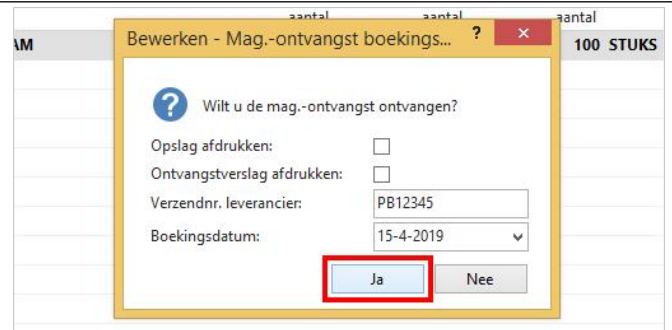 aantal aantal aantal
Bewerken - Mag.-ontvangst boekings... ? ×
AM 100 STUKS
Wilt u de mag.-ontvangst ontvangen?
Opslag afdrukken:
Ontvangstverslag afdrukken:
Verzendnr. leverancier: PB12345
Boekingsdatum: 15-4-2019
Ja Nee